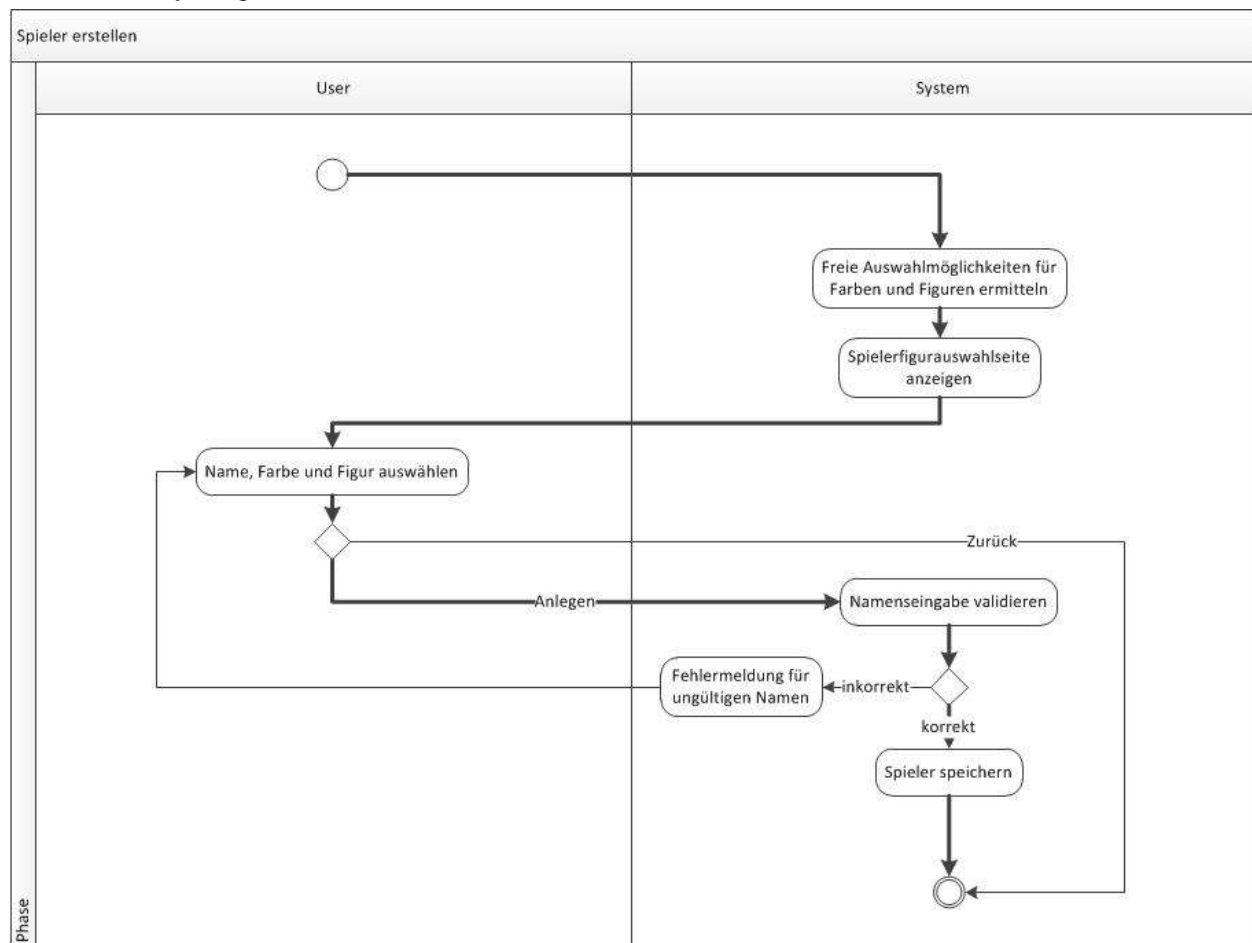 Spieler erstellen
User
System
Freie Auswahlmöglichkeiten für
Farben und Figuren ermitteln
Spielerfigurauswahlseite
anzeigen
Name, Farbe und Figur auswählen
Zurück
Anlegen
Namenseingabe validieren
Fehlermeldung für
ungültigen Namen
inkorrekt
korrekt
Spieler speichern
Phase